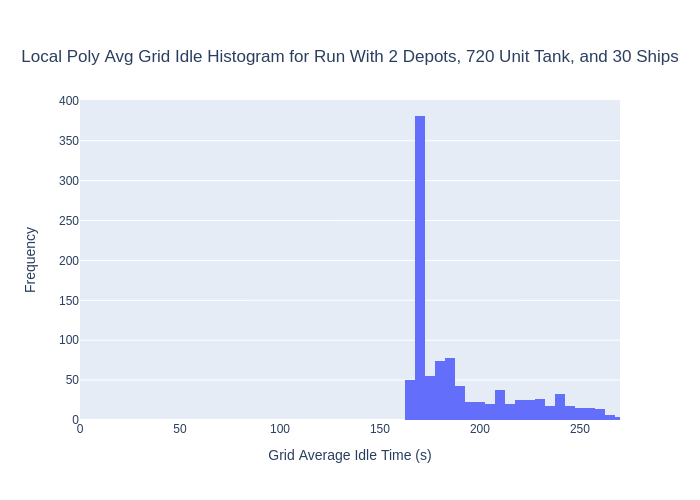 Local Poly Avg Grid Idle Histogram for Run With 2 Depots, 720 Unit Tank, and 30 Ships
400
350
300
250
200
150
100
50
0
Frequency
0 50 100 150 200 250
Grid Average Idle Time (s)